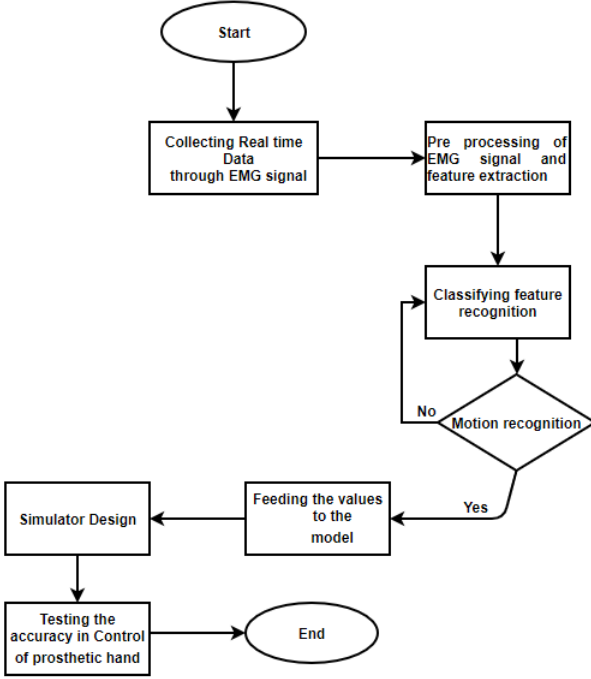 Start
Collecting Real time
Data
through EMG signal
Pre processing of
EMG signal and
feature extraction
Classifying feature
recognition
No
Motion recognition
Yes
Feeding the values
to the
model
Simulator Design
Testing the
accuracy in Control
of prosthetic hand
End